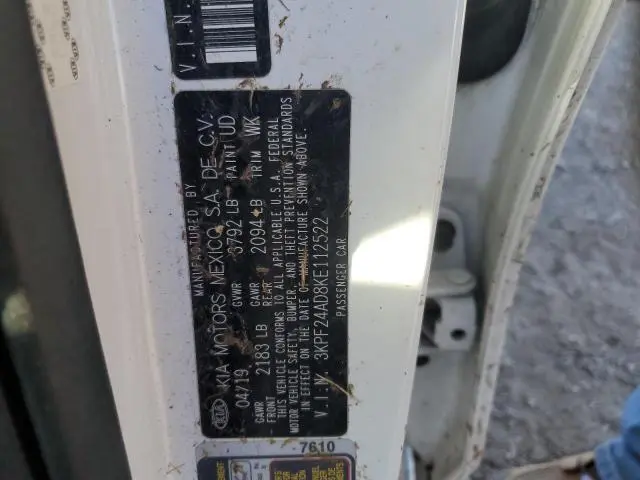 V.I.N.
MANUFACTURED BY
KIA KIA MOTORS MEXICO S.A. DE C.V.
04/19 GVWR 3792 LB PAINT UD
GAWR 2183 LB GAWR 2094 LB TRIM WK
FRONT REAR
THIS VEHICLE CONFORMS TO ALL APPLICABLE U.S.A. FEDERAL
MOTOR VEHICLE SAFETY, BUMPER, AND THEFT PREVENTION STANDARDS
IN EFFECT ON THE DATE OF MANUFACTURE SHOWN ABOVE.
V.I.N. 3KPF24AD8KE112522
PASSENGER CAR
7610